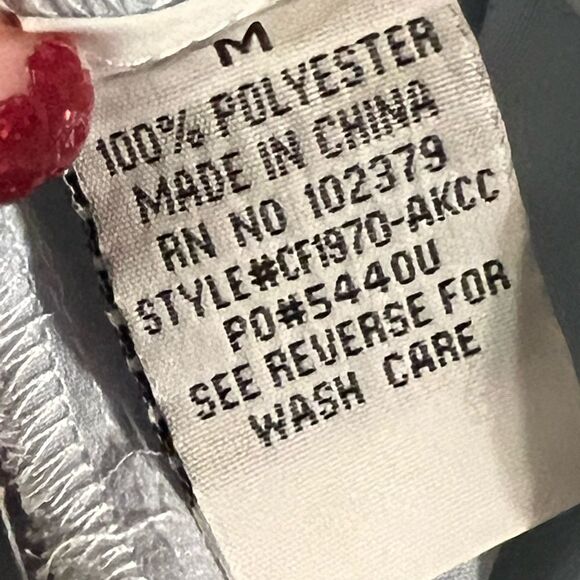 M
100% POLYESTER
MADE IN CHINA
RN NO 102379
STYLE#CF1970-AKCC
PO#5440U
SEE REVERSE FOR
WASH CARE